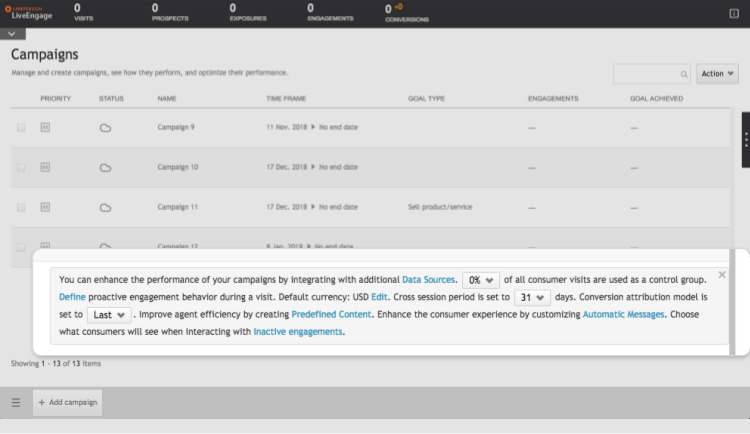 LIVEPERSON
LiveEngage
0 VISITS
0 PROSPECTS
0 EXPOSURES
0 ENGAGEMENTS
0 +0 CONVERSIONS
Campaigns
Manage and create campaigns, see how they perform, and optimize their performance.
Action
PRIORITY STATUS NAME TIME FRAME GOAL TYPE ENGAGEMENTS GOAL ACHIEVED
Campaign 9 11 Nov. 2018 No end date — —
Campaign 10 17 Dec. 2018 No end date — —
Campaign 11 17 Dec. 2018 No end date Sell product/service — —
Campaign 12 8 Jan. 2019 No end date
You can enhance the performance of your campaigns by integrating with additional Data Sources. 0% of all consumer visits are used as a control group.
Define proactive engagement behavior during a visit. Default currency: USD Edit. Cross session period is set to 31 days. Conversion attribution model is
set to Last . Improve agent efficiency by creating Predefined Content. Enhance the consumer experience by customizing Automatic Messages. Choose
what consumers will see when interacting with inactive engagements.
Showing 1 - 13 of 13 items
+ Add campaign